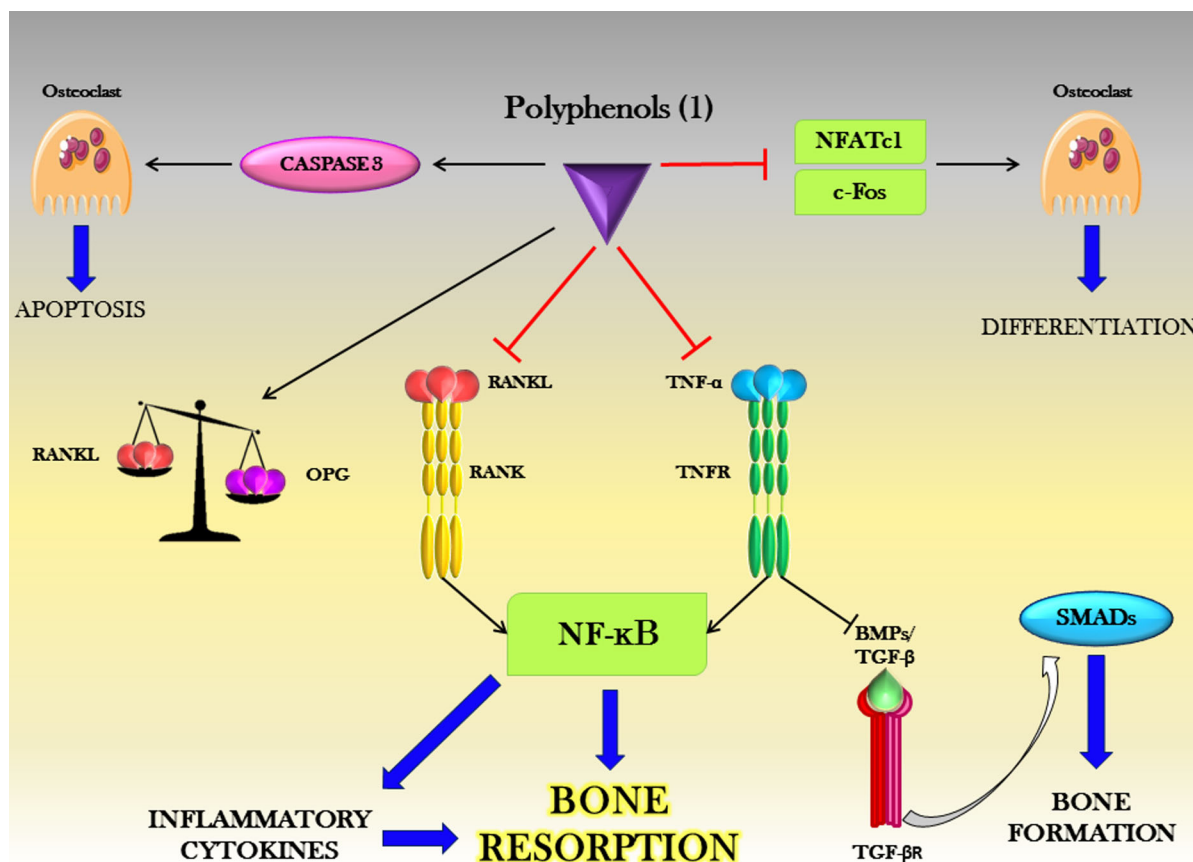 Osteoclast
Polyphenols (1)
Osteoclast
CASPASE 3
NFATc1
c-Fos
APOPTOSIS
DIFFERENTIATION
RANKL
TNF-α
RANKL
OPG
RANK
TNFR
NF-κB
SMADs
BMPs/
TGF-β
INFLAMMATORY
CYTOKINES
BONE
RESORPTION
BONE
FORMATION
TGF-βR